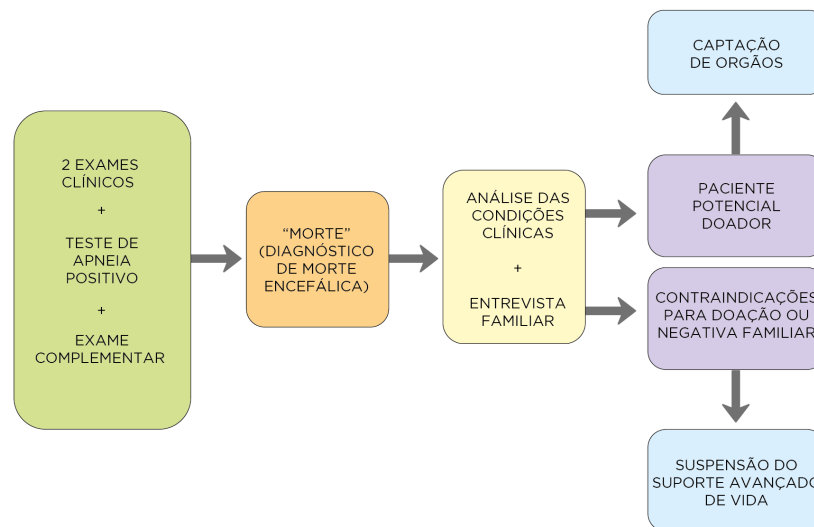 2 EXAMES
CLÍNICOS
+
TESTE DE
APNEIA
POSITIVO
+
EXAME
COMPLEMENTAR
“MORTE”
(DIAGNÓSTICO
DE MORTE
ENCEFÁLICA)
ANÁLISE DAS
CONDIÇÕES
CLÍNICAS
+
ENTREVISTA
FAMILIAR
CAPTAÇÃO
DE ORGÃOS
PACIENTE
POTENCIAL
DOADOR
CONTRAINDICAÇÕES
PARA DOAÇÃO OU
NEGATIVA FAMILIAR
SUSPENSÃO DO
SUPORTE AVANÇADO
DE VIDA